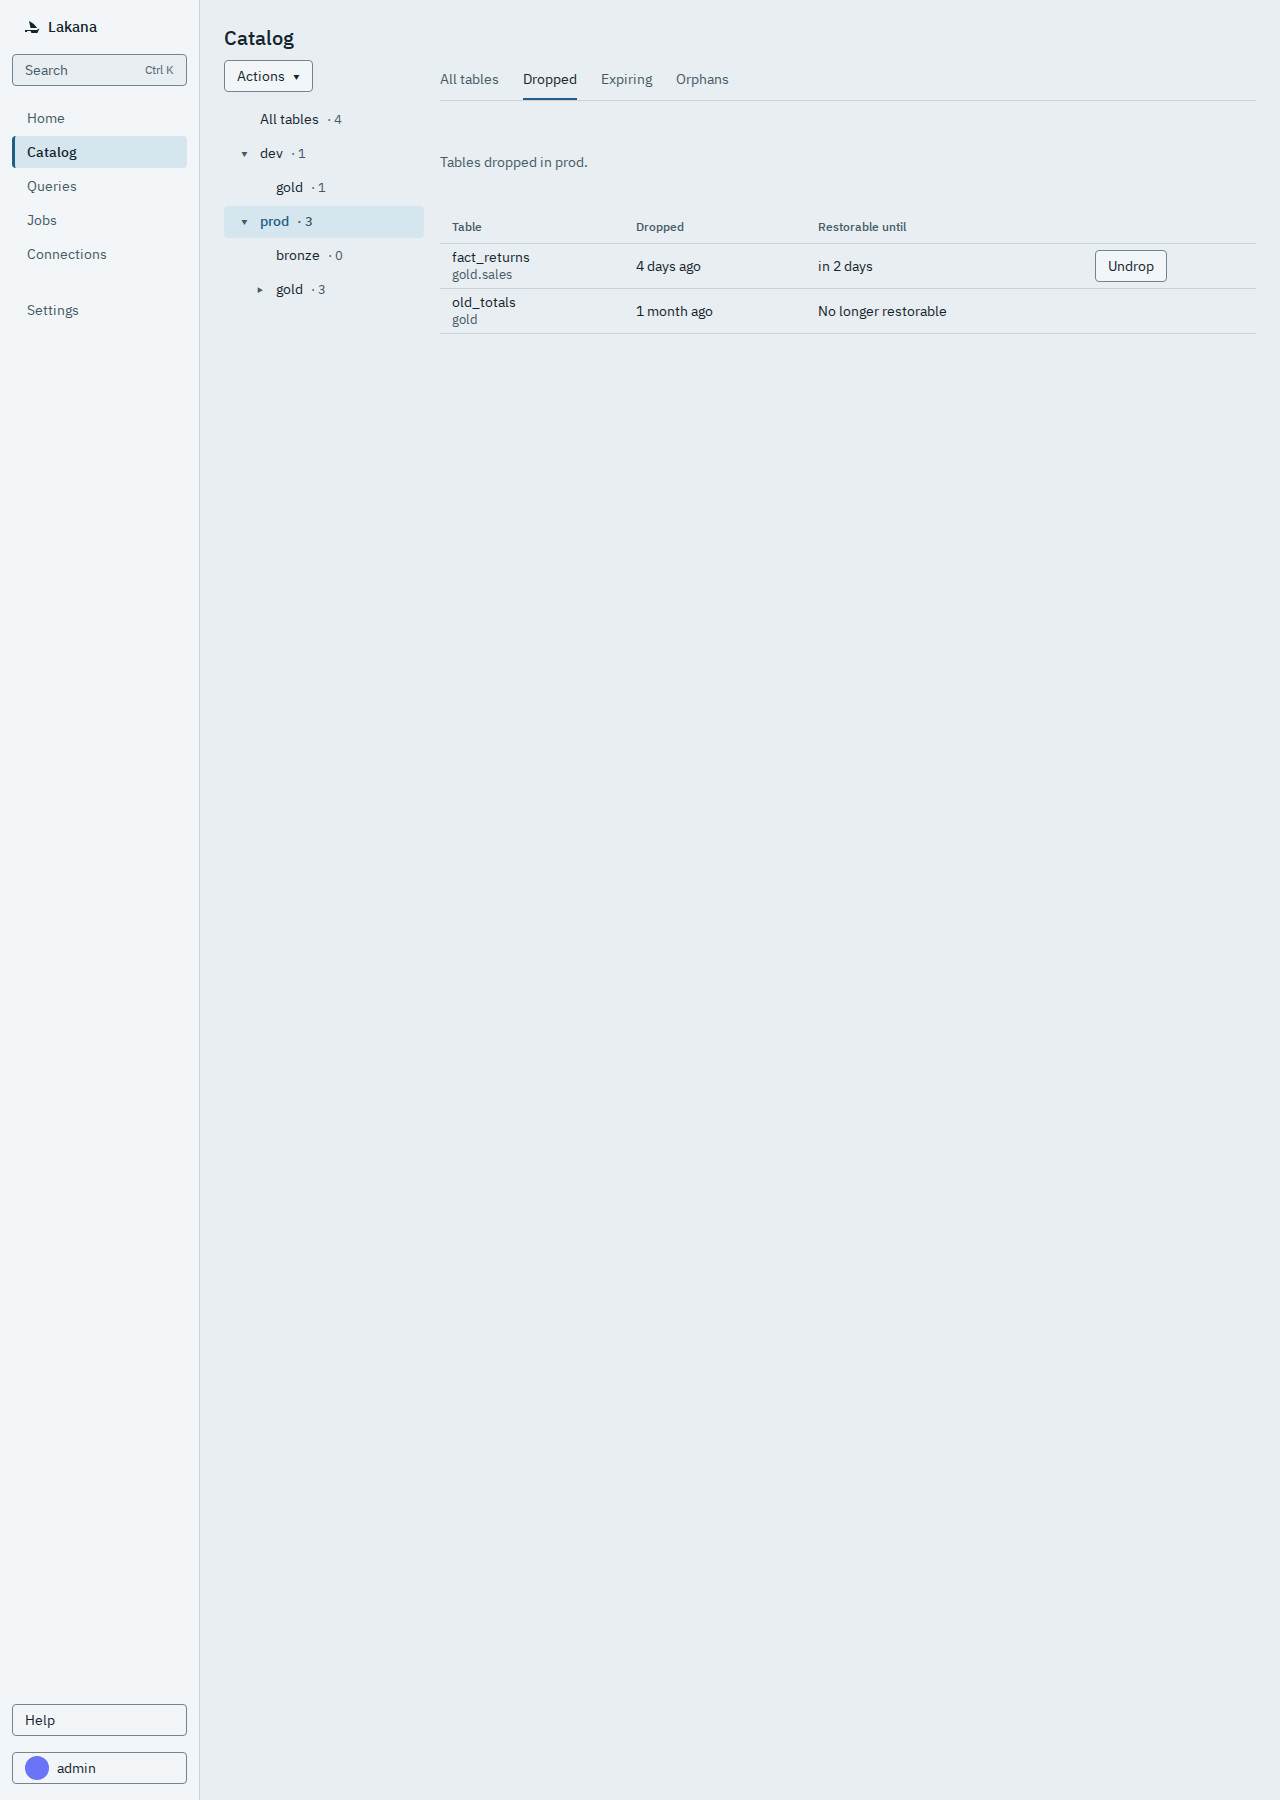 Lakana
Search Ctrl K
Home
Catalog
Queries
Jobs
Connections
Settings
Help
admin
Catalog
Actions
All tables · 4
dev · 1
gold · 1
prod · 3
bronze · 0
gold · 3
All tables Dropped Expiring Orphans
Tables dropped in prod.
Table Dropped Restorable until
fact_returns
gold.sales
4 days ago in 2 days Undrop
old_totals
gold
1 month ago No longer restorable